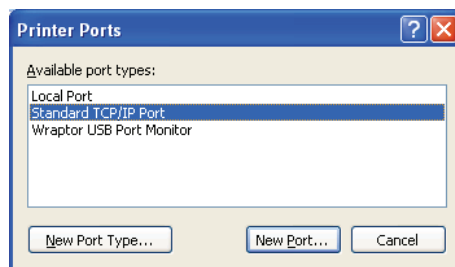 Printer Ports
Available port types:
Local Port
Standard TCP/IP Port
Wraptor USB Port Monitor
New Port Type... New Port... Cancel